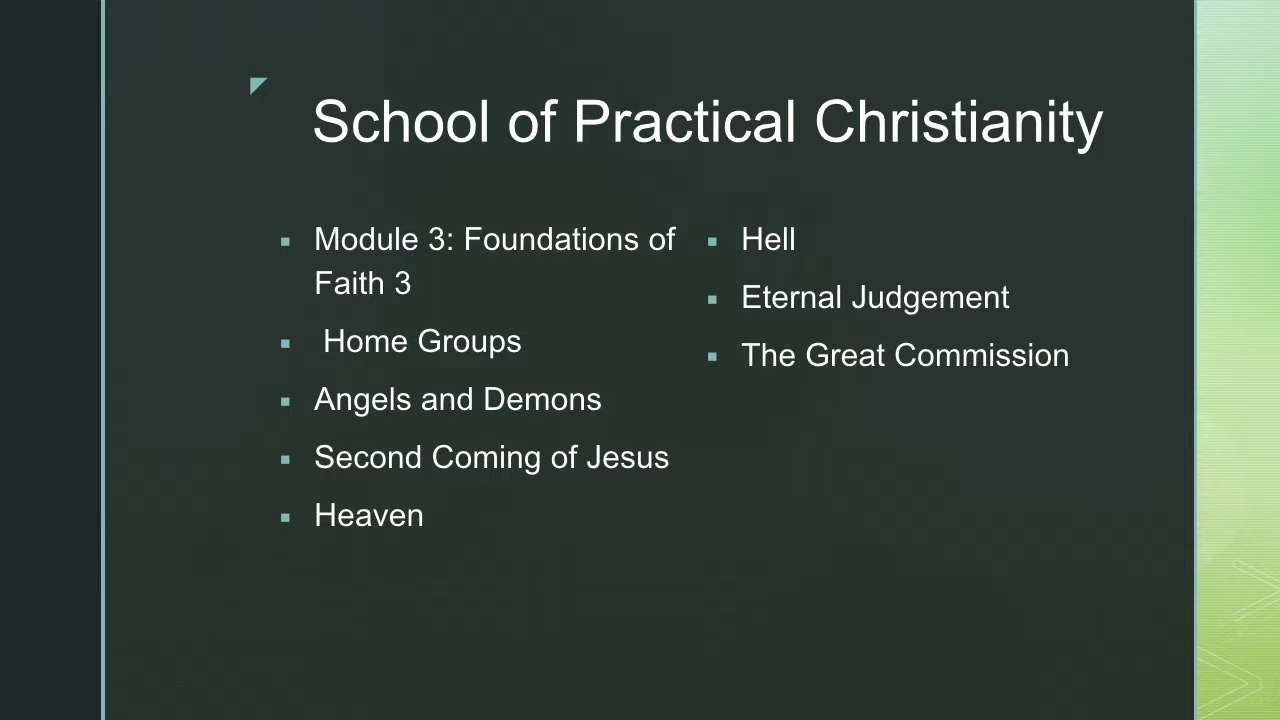 School of Practical Christianity
Module 3: Foundations of
Faith 3
Home Groups
Angels and Demons
Second Coming of Jesus
Heaven
Hell
Eternal Judgement
The Great Commission